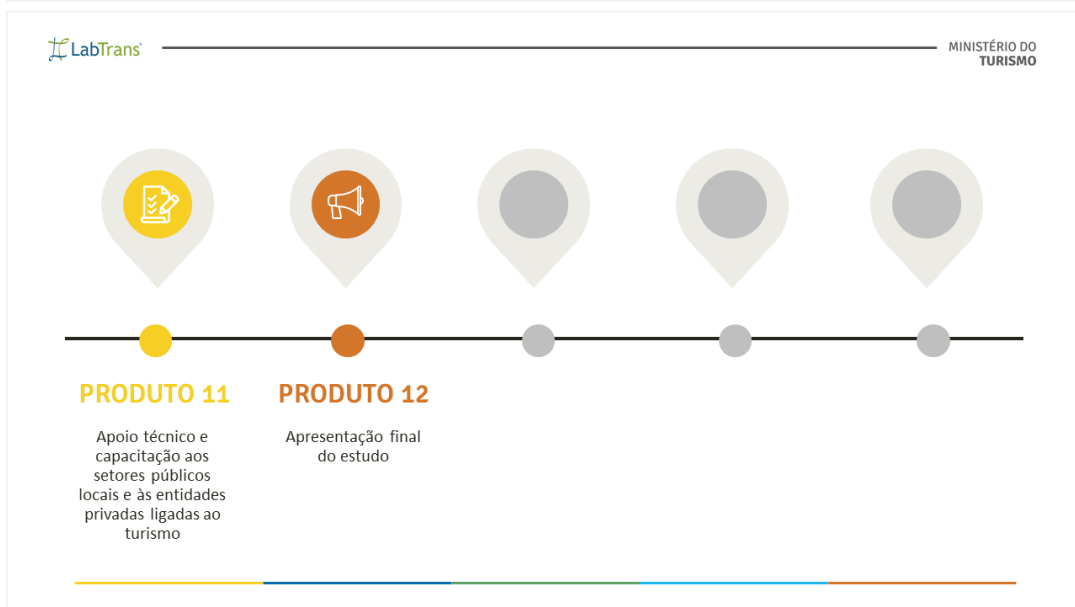 LabTrans®
MINISTÉRIO DO
TURISMO
PRODUTO 11
Apoio técnico e
capacitação aos
setores públicos
locais e às entidades
privadas ligadas ao
turismo
PRODUTO 12
Apresentação final
do estudo